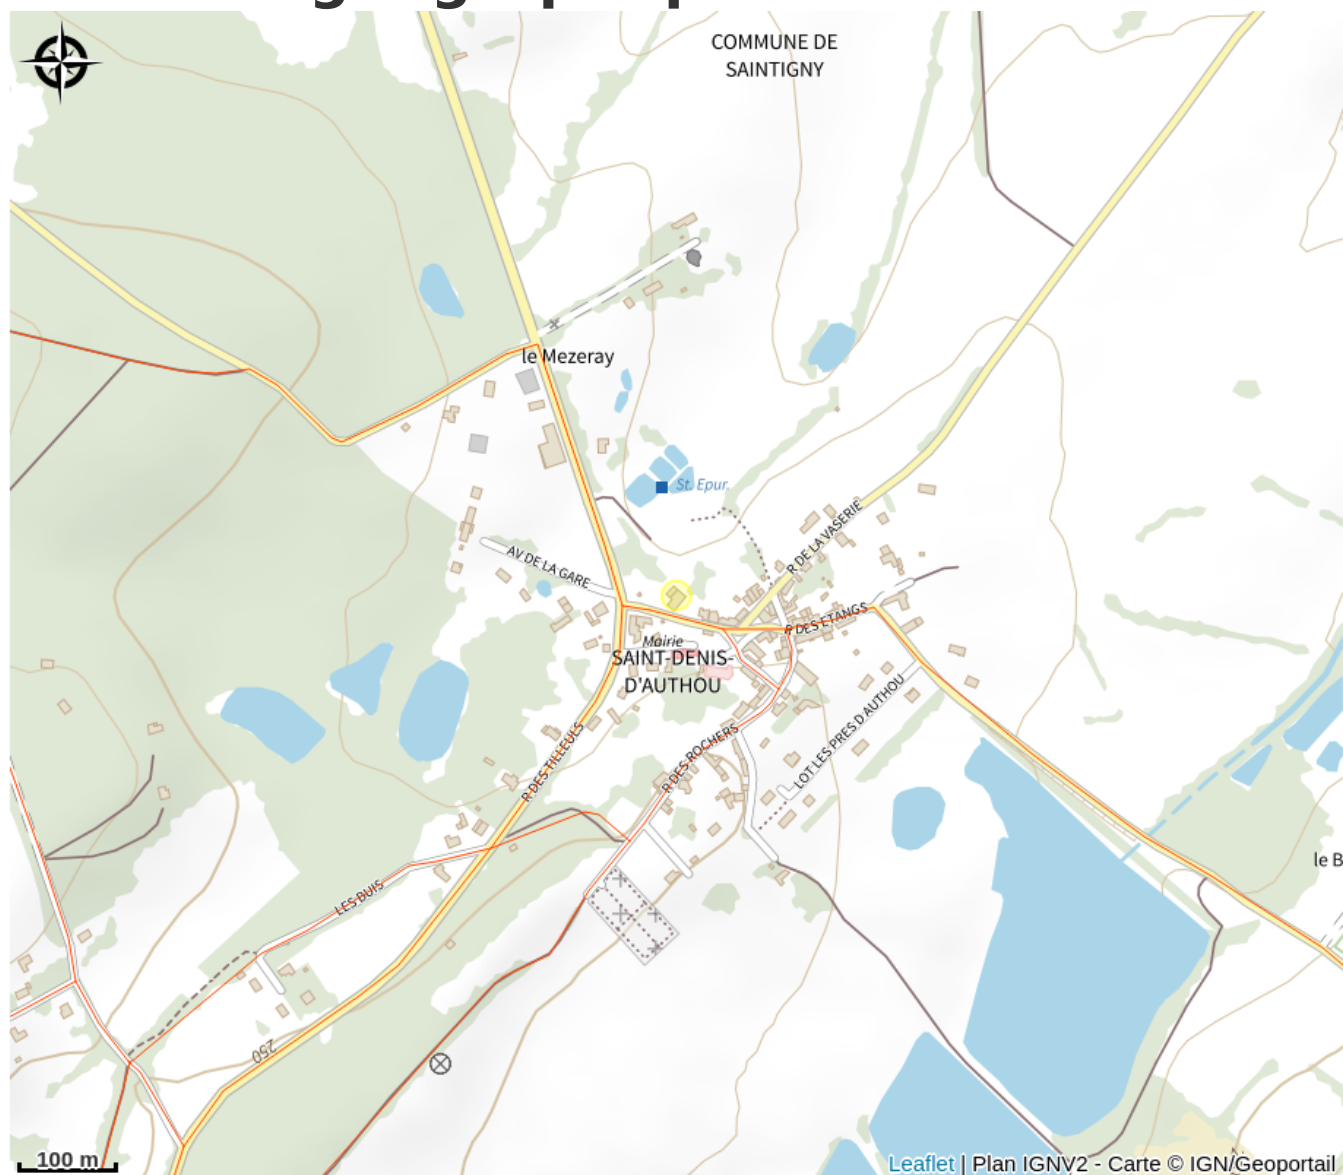 COMMUNE DE
SAINTIGNY
le Mezeray
St. Epur.
R DE LA VASERIE
AV DE LA GARE
R DES ETANGS
Mairie
SAINT-DENIS-
D'AUTHOU
LOT LES PRES D AUTHOU
R DES TILLEULS
R DES ROCHERS
le B
LES BUIS
250
100 m
Leaflet | Plan IGNV2 - Carte © IGN/Geoportail